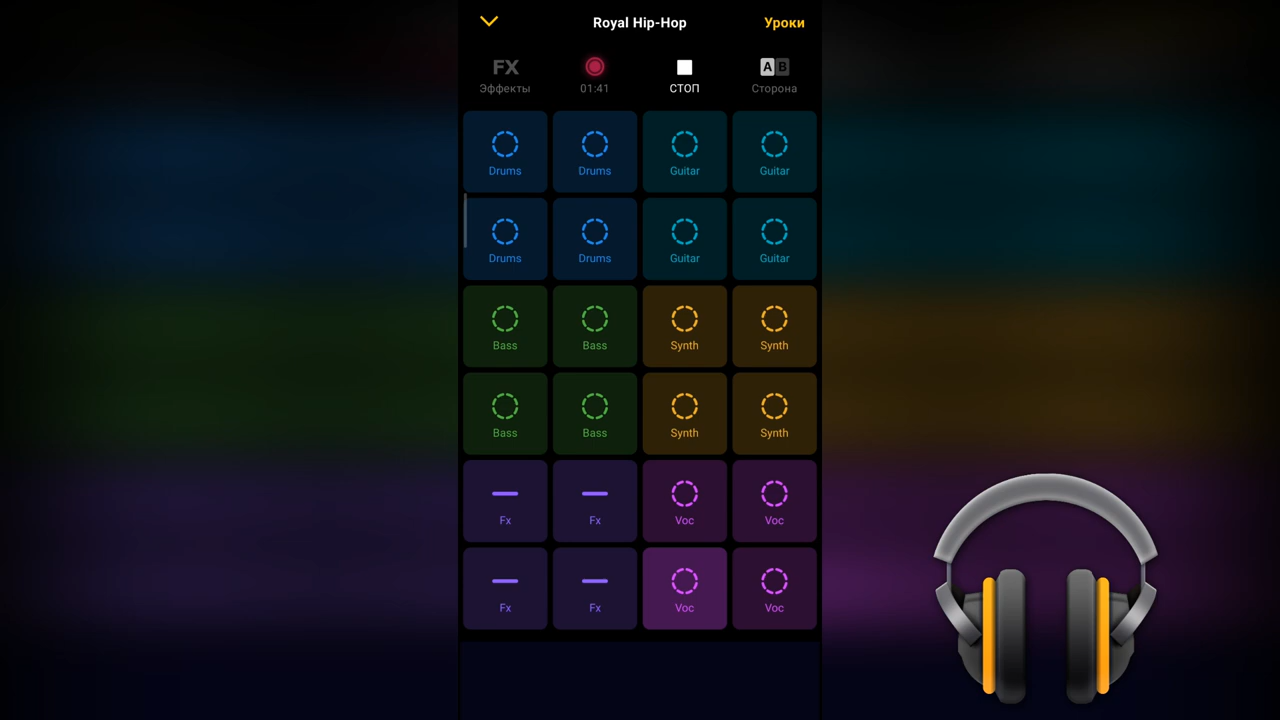 Royal Hip-Hop
Уроки
FX
A B
Эффекты
01:41
СТОП
Сторона
Drums
Drums
Guitar
Guitar
Drums
Drums
Guitar
Guitar
Bass
Bass
Synth
Synth
Bass
Bass
Synth
Synth
Fx
Fx
Voc
Voc
Fx
Fx
Voc
Voc